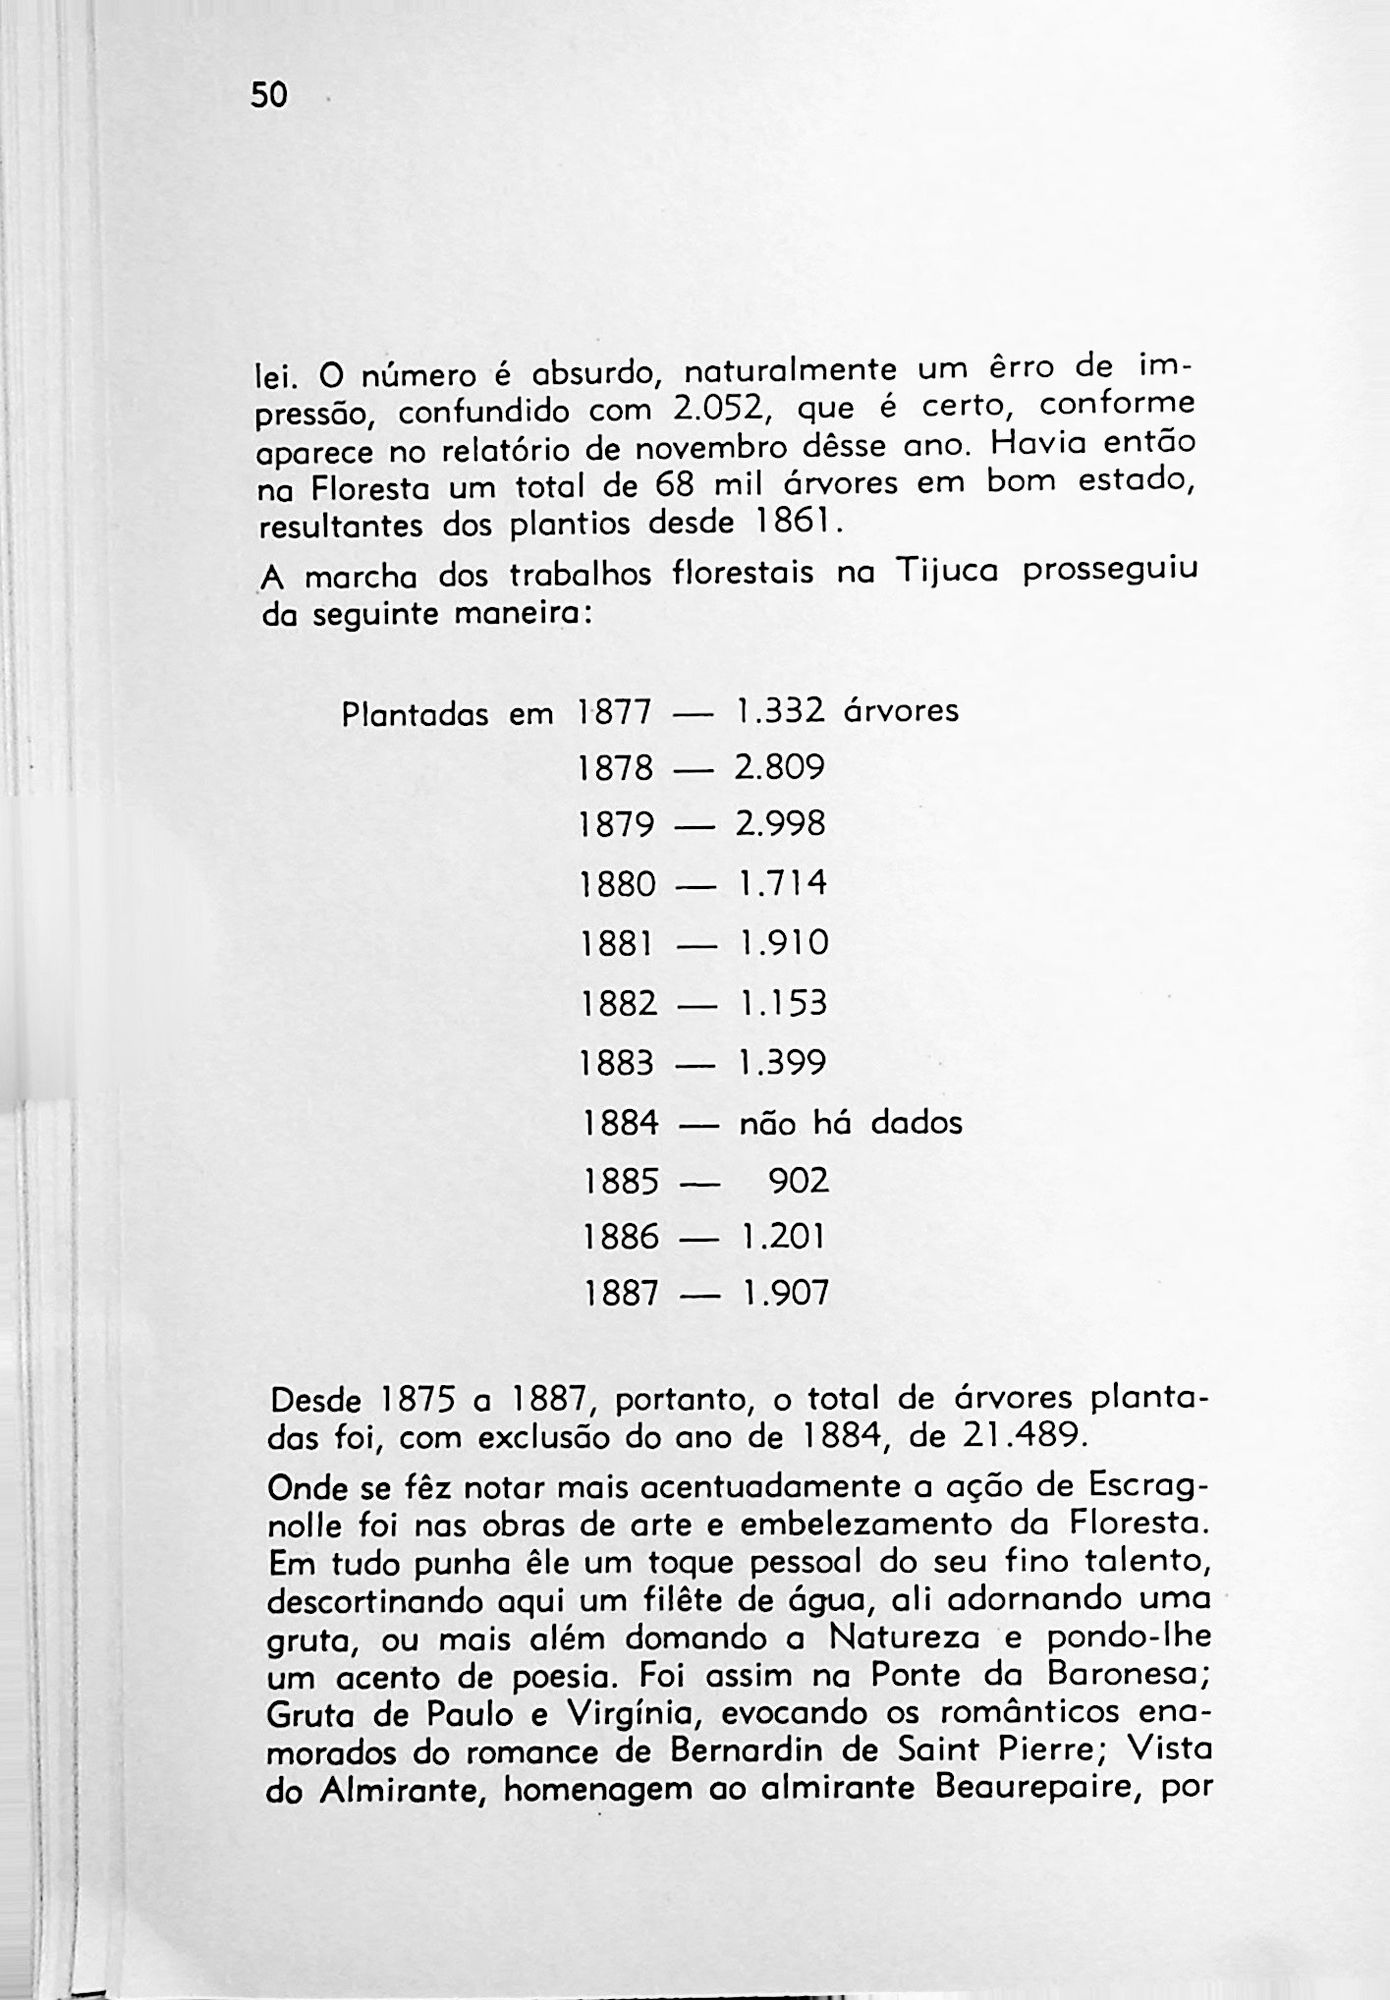 50
lei. O número é absurdo, naturalmente um êrro de im-
pressão, confundido com 2.052, que é certo, conforme
aparece no relatório de novembro dêsse ano. Havia então
na Floresta um total de 68 mil árvores em bom estado,
resultantes dos plantios desde 1861.
A marcha dos trabalhos florestais na Tijuca prosseguiu
da seguinte maneira:
Plantadas em 1877 — 1.332 árvores
1878 — 2.809
1879 — 2.998
1880 — 1.714
1881 — 1.910
1882 — 1.153
1883 — 1.399
1884 — não há dados
1885 — 902
1886 — 1.201
1887 — 1.907
Desde 1875 a 1887, portanto, o total de árvores planta-
das foi, com exclusão do ano de 1884, de 21.489.
Onde se fêz notar mais acentuadamente a ação de Escrag-
nolle foi nas obras de arte e embelezamento da Floresta.
Em tudo punha êle um toque pessoal do seu fino talento,
descortinando aqui um filête de água, ali adornando uma
gruta, ou mais além domando a Natureza e pondo-lhe
um acento de poesia. Foi assim na Ponte da Baronesa;
Gruta de Paulo e Virgínia, evocando os românticos ena-
morados do romance de Bernardin de Saint Pierre; Vista
do Almirante, homenagem ao almirante Beaurepaire, por